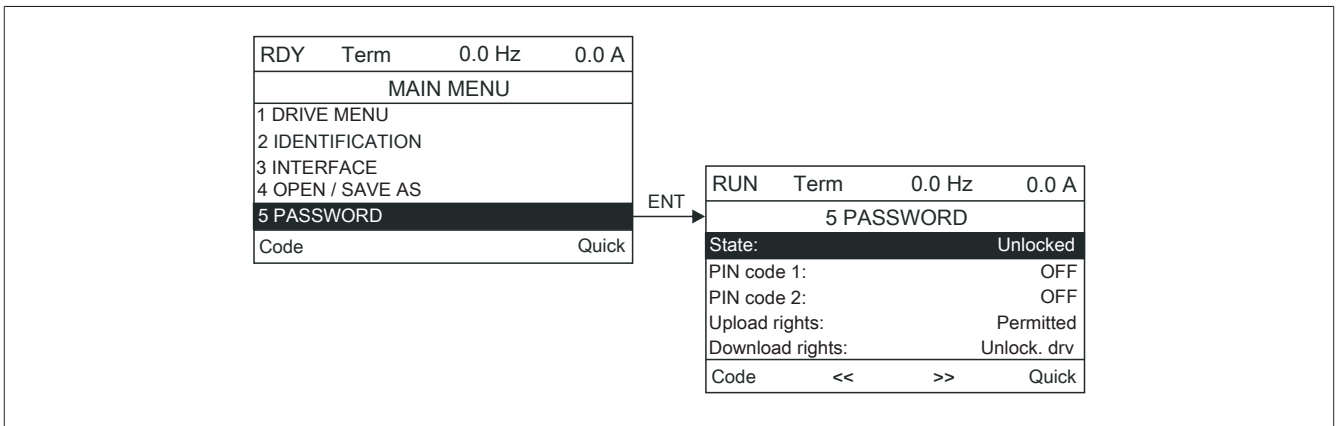 RDY Term 0.0 Hz 0.0 A
MAIN MENU
1 DRIVE MENU
2 IDENTIFICATION
3 INTERFACE
4 OPEN / SAVE AS
5 PASSWORD
Code Quick
ENT
RUN Term 0.0 Hz 0.0 A
5 PASSWORD
State: Unlocked
PIN code 1: OFF
PIN code 2: OFF
Upload rights: Permitted
Download rights: Unlock. drv
Code << >> Quick